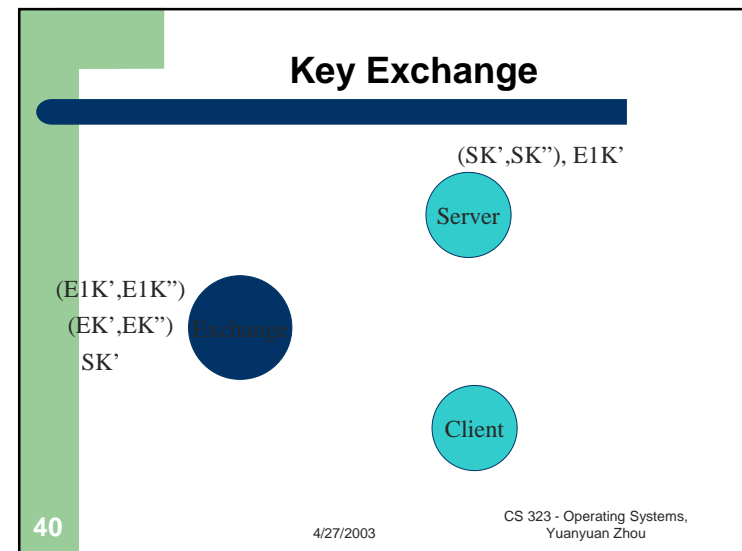 Key Exchange
(SK',SK”), E1K'
Server
(E1K',E1K”)
(EK',EK”)
Exchange
SK'
Client
40
4/27/2003
CS 323 - Operating Systems,
Yuanyuan Zhou